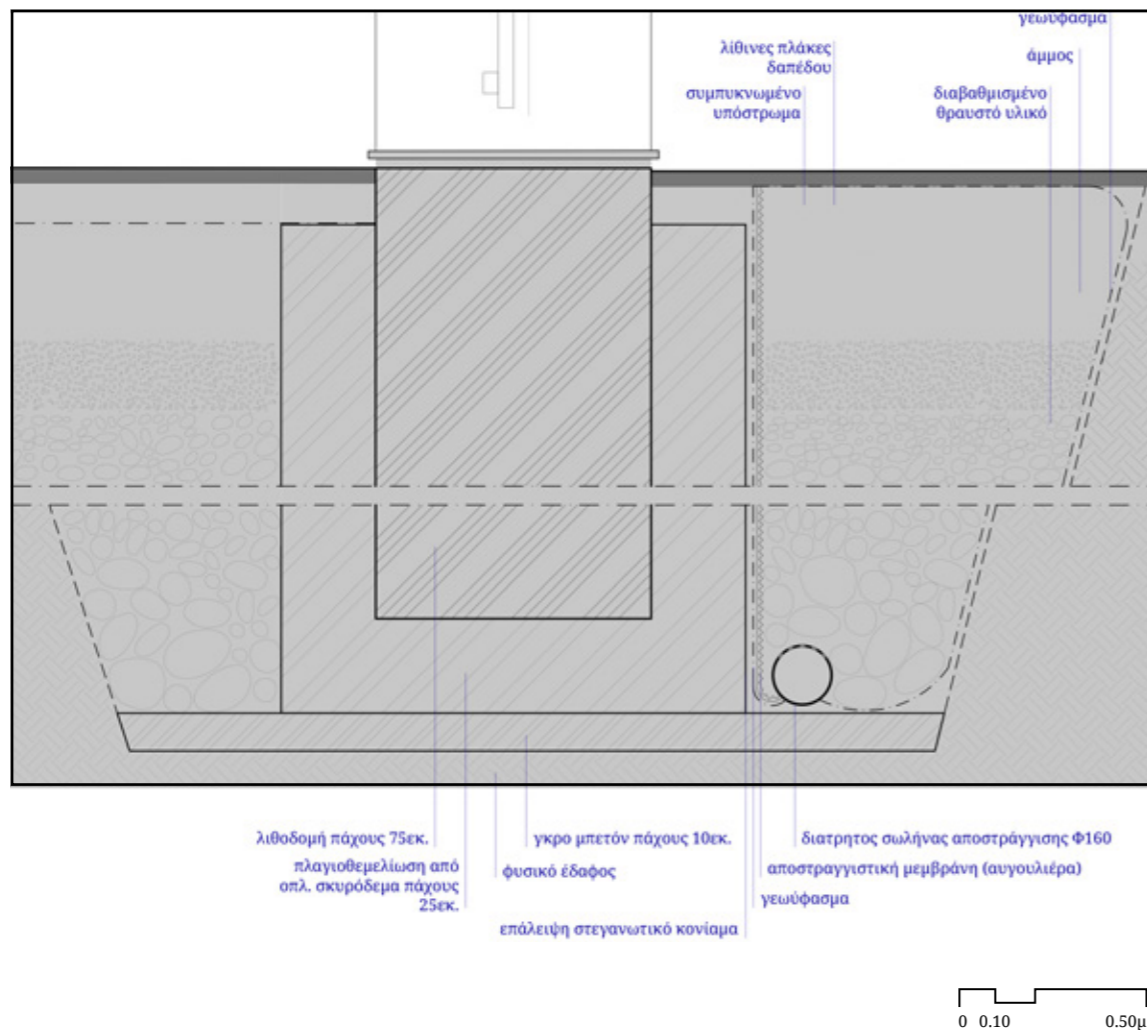 γεωύφασμα
λίθινες πλάκες
δαπέδου
άμμος
συμπυκνωμένο
υπόστρωμα
διαβαθμισμένο
θραυστό υλικό
λιθοδομή πάχους 75εκ.
γκρο μπετόν πάχους 10εκ.
διατρητος σωλήνας αποστράγγισης Φ160
πλαγιοθεμελίωση από
οπλ. σκυρόδεμα πάχους
25εκ.
φυσικό έδαφος
αποστραγγιστική μεμβράνη (αυγουλιέρα)
γεωύφασμα
επάλειψη στεγανωτικό κονίαμα
0 0.10 0.50μ